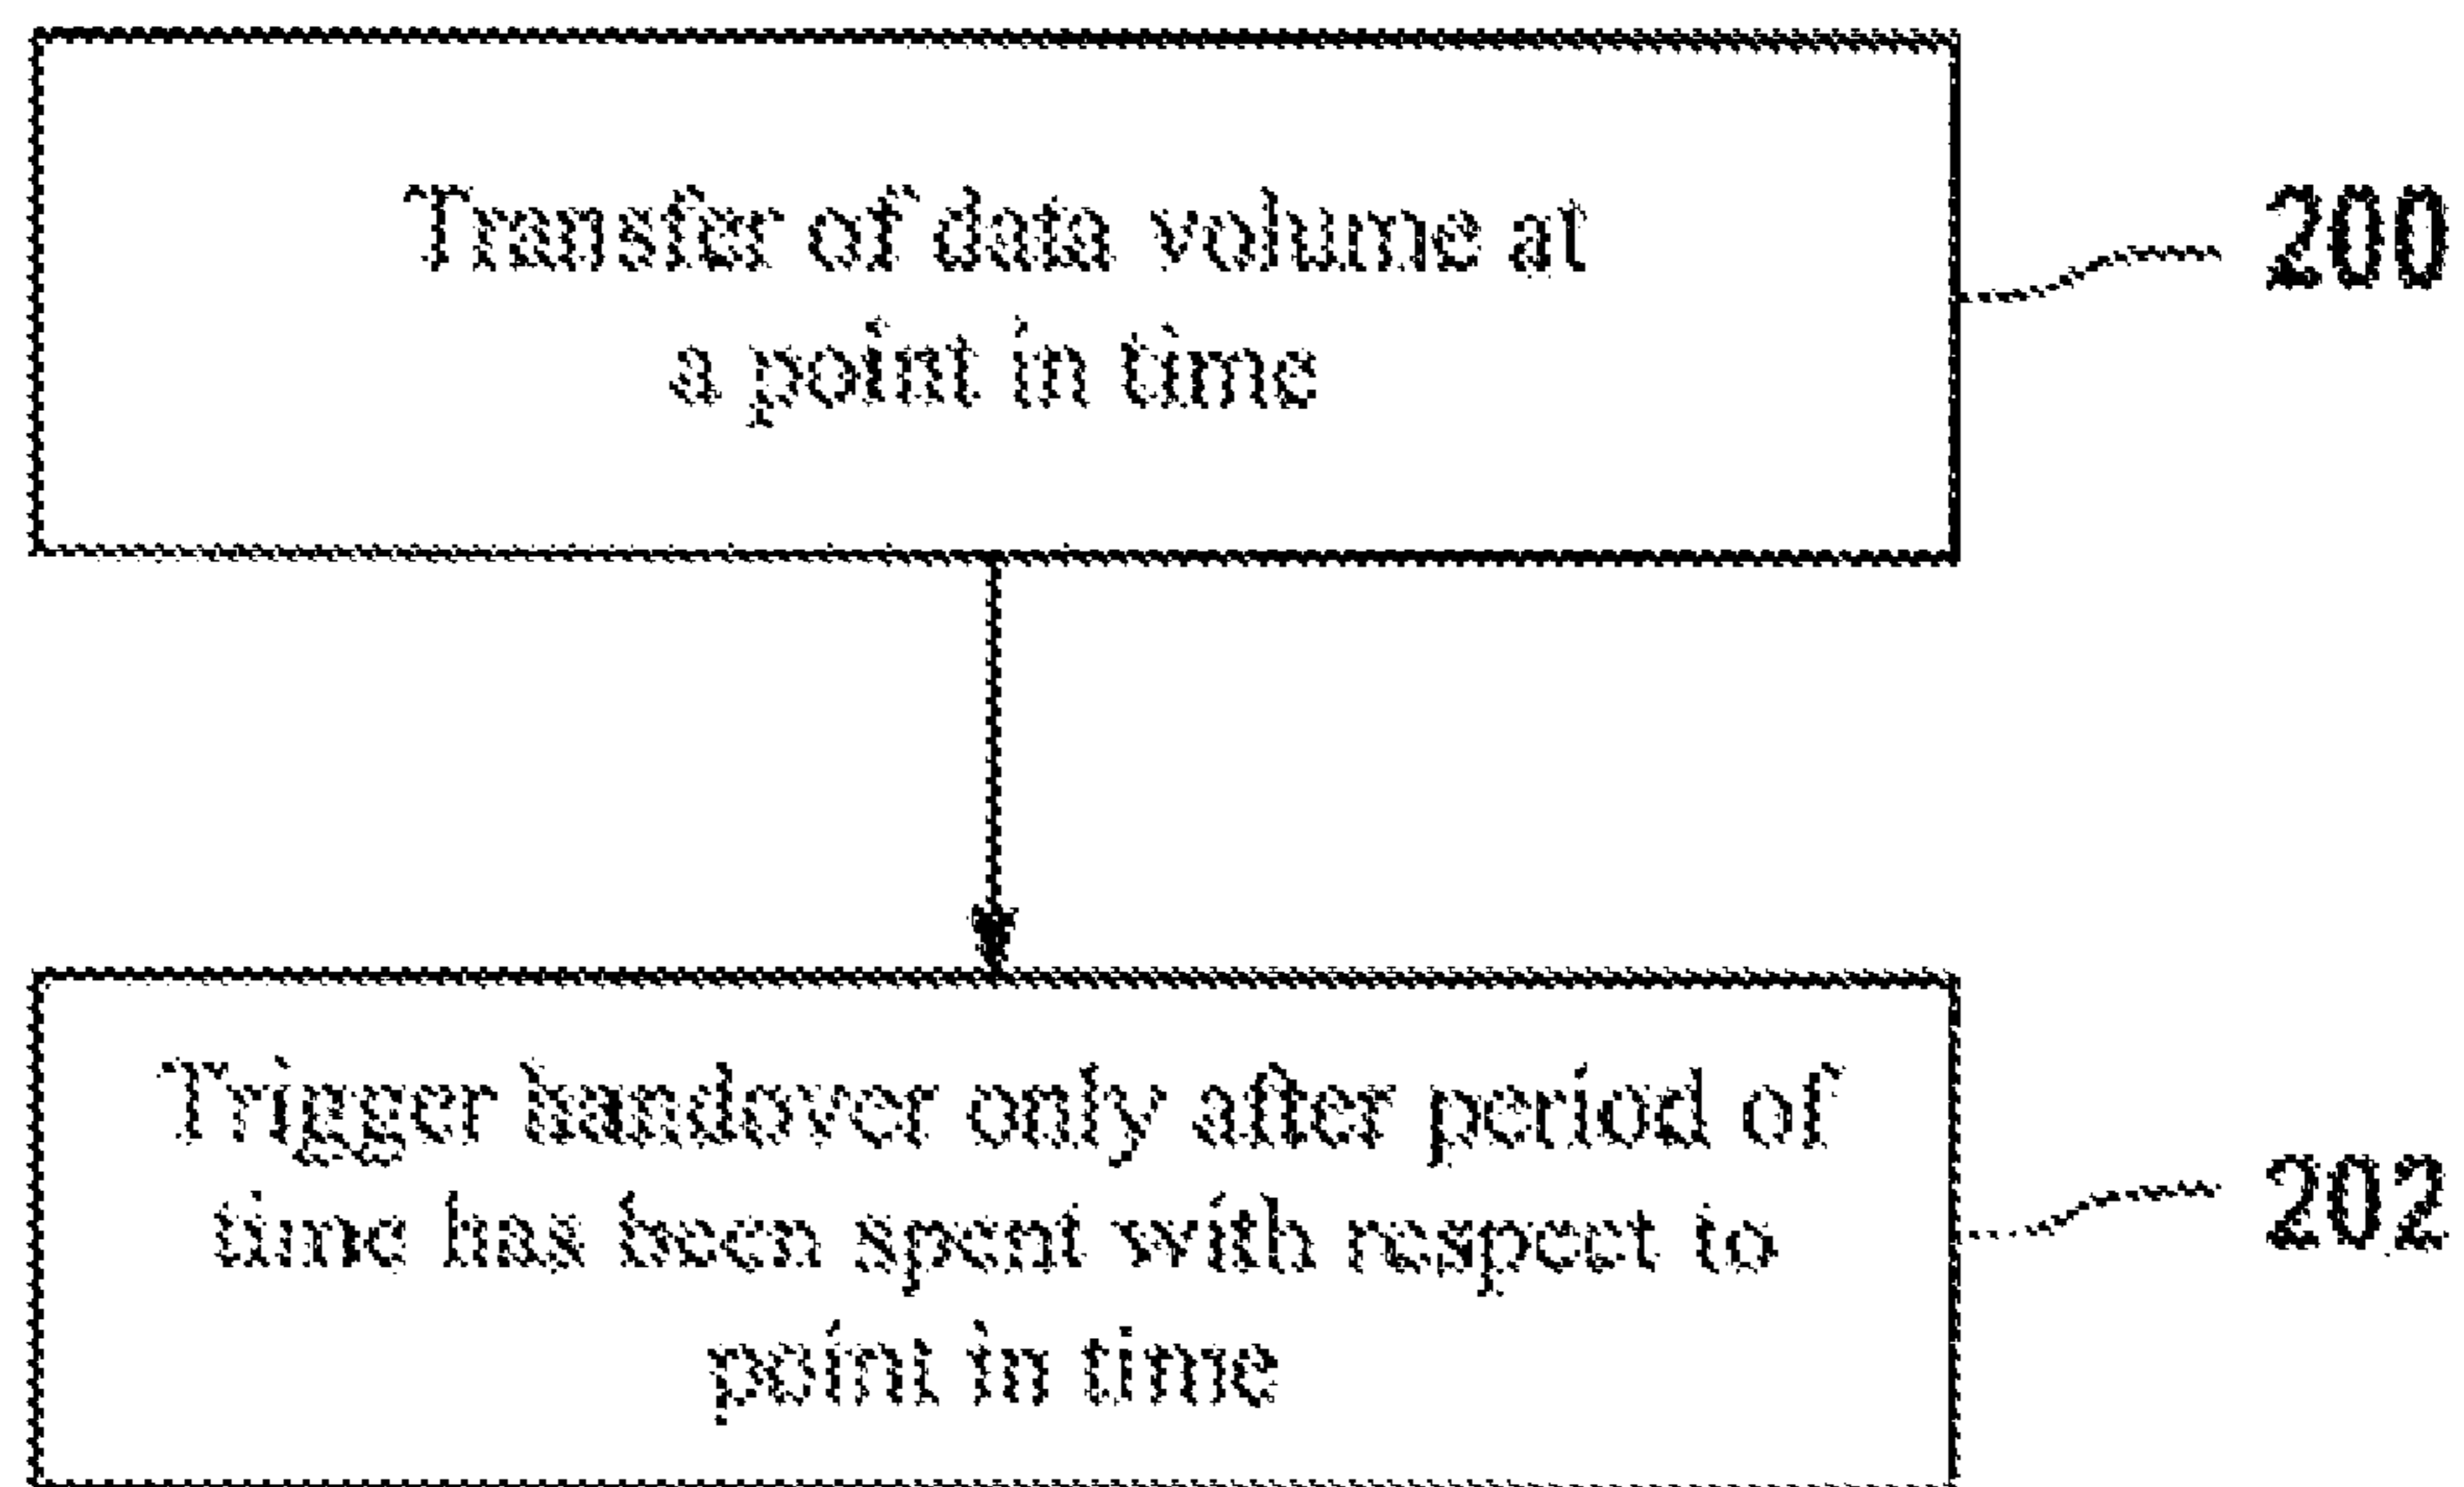 Transfer of data volume at
a point in time
200
Trigger handover only after period of
time has been spent with respect to
point in time
202